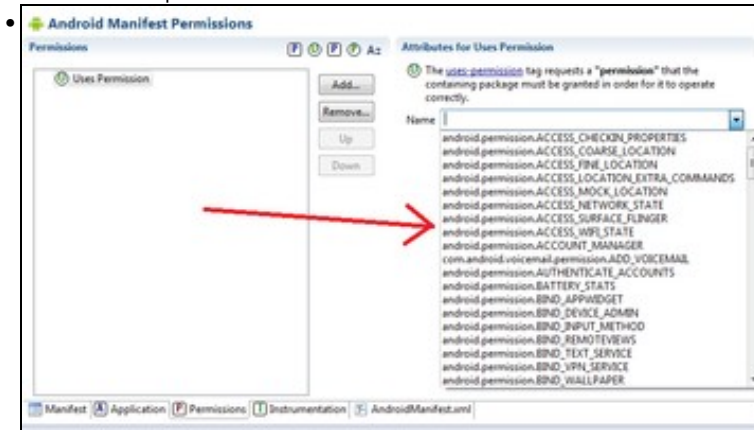 Android Manifest Permissions
Permissions
P U P P Az
Attributes for Uses Permission
U Uses Permission
Add...
Remove...
Up
Down
U The uses-permission tag requests a "permission" that the
containing package must be granted in order for it to operate
correctly.
Name
android.permission.ACCESS_CHECKIN_PROPERTIES
android.permission.ACCESS_COARSE_LOCATION
android.permission.ACCESS_FINE_LOCATION
android.permission.ACCESS_LOCATION_EXTRA_COMMANDS
android.permission.ACCESS_MOCK_LOCATION
android.permission.ACCESS_NETWORK_STATE
android.permission.ACCESS_SURFACE_FLINGER
android.permission.ACCESS_WIFI_STATE
android.permission.ACCOUNT_MANAGER
com.android.voicemail.permission.ADD_VOICEMAIL
android.permission.AUTHENTICATE_ACCOUNTS
android.permission.BATTERY_STATS
android.permission.BIND_APPWIDGET
android.permission.BIND_DEVICE_ADMIN
android.permission.BIND_INPUT_METHOD
android.permission.BIND_REMOTEVIEWS
android.permission.BIND_TEXT_SERVICE
android.permission.BIND_VPN_SERVICE
android.permission.BIND_WALLPAPER
Manifest A Application P Permissions I Instrumentation AndroidManifest.xml